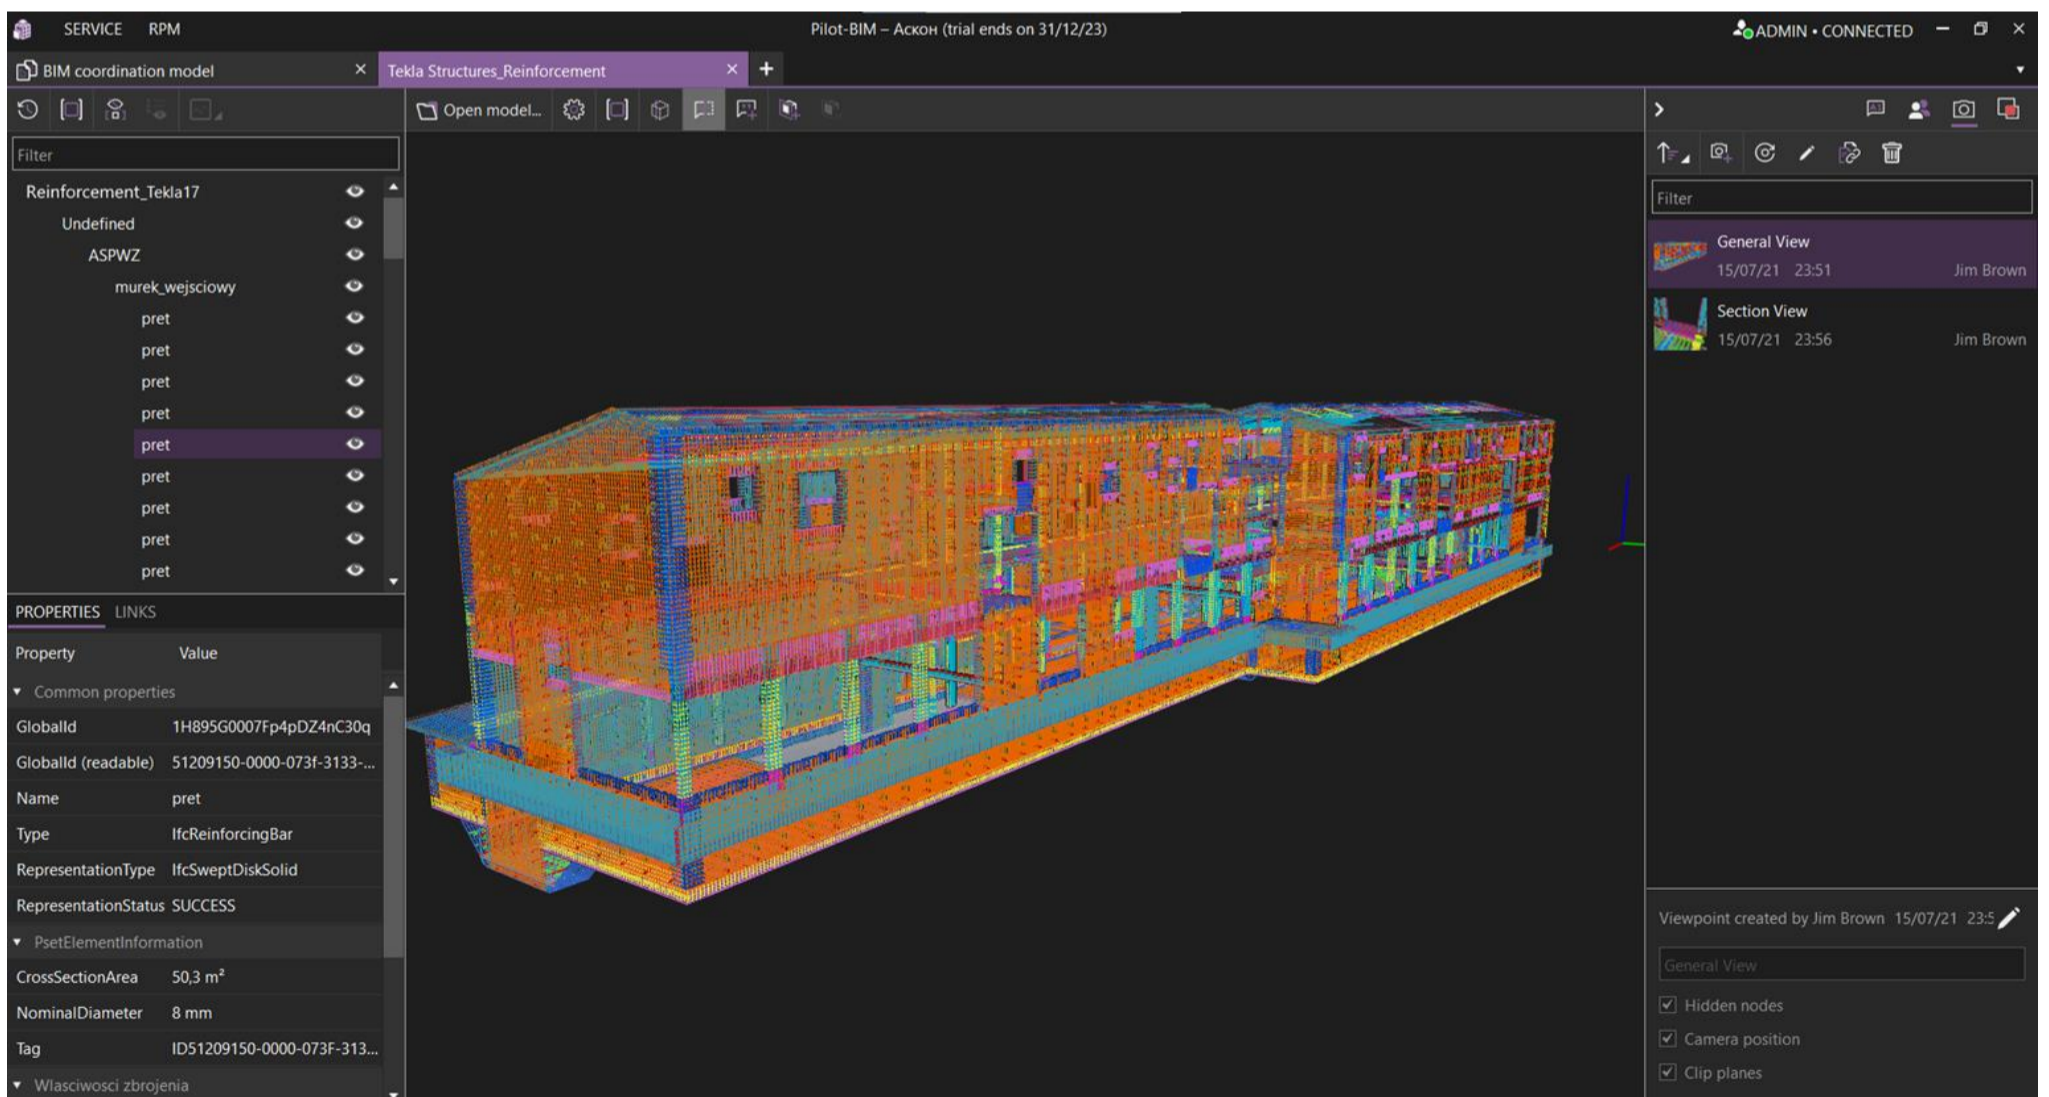 SERVICE RPM Pilot-BIM – Аскон (trial ends on 31/12/23) ADMIN • CONNECTED
BIM coordination model Tekla Structures_Reinforcement
Open model...
Filter
Reinforcement_Tekla17
Undefined
ASPWZ
murek_wejsciowy
pret
pret
pret
pret
pret
pret
pret
pret
pret
PROPERTIES LINKS
Property Value
Common properties
GlobalId 1H895G0007Fp4pDZ4nC30q
GlobalId (readable) 51209150-0000-073f-3133-...
Name pret
Type IfcReinforcingBar
RepresentationType IfcSweptDiskSolid
RepresentationStatus SUCCESS
PsetElementInformation
CrossSectionArea 50,3 m²
NominalDiameter 8 mm
Tag ID51209150-0000-073F-313...
Wlasciwosci zbrojenia
Filter
General View
15/07/21 23:51 Jim Brown
Section View
15/07/21 23:56 Jim Brown
Viewpoint created by Jim Brown 15/07/21 23:5
General View
Hidden nodes
Camera position
Clip planes